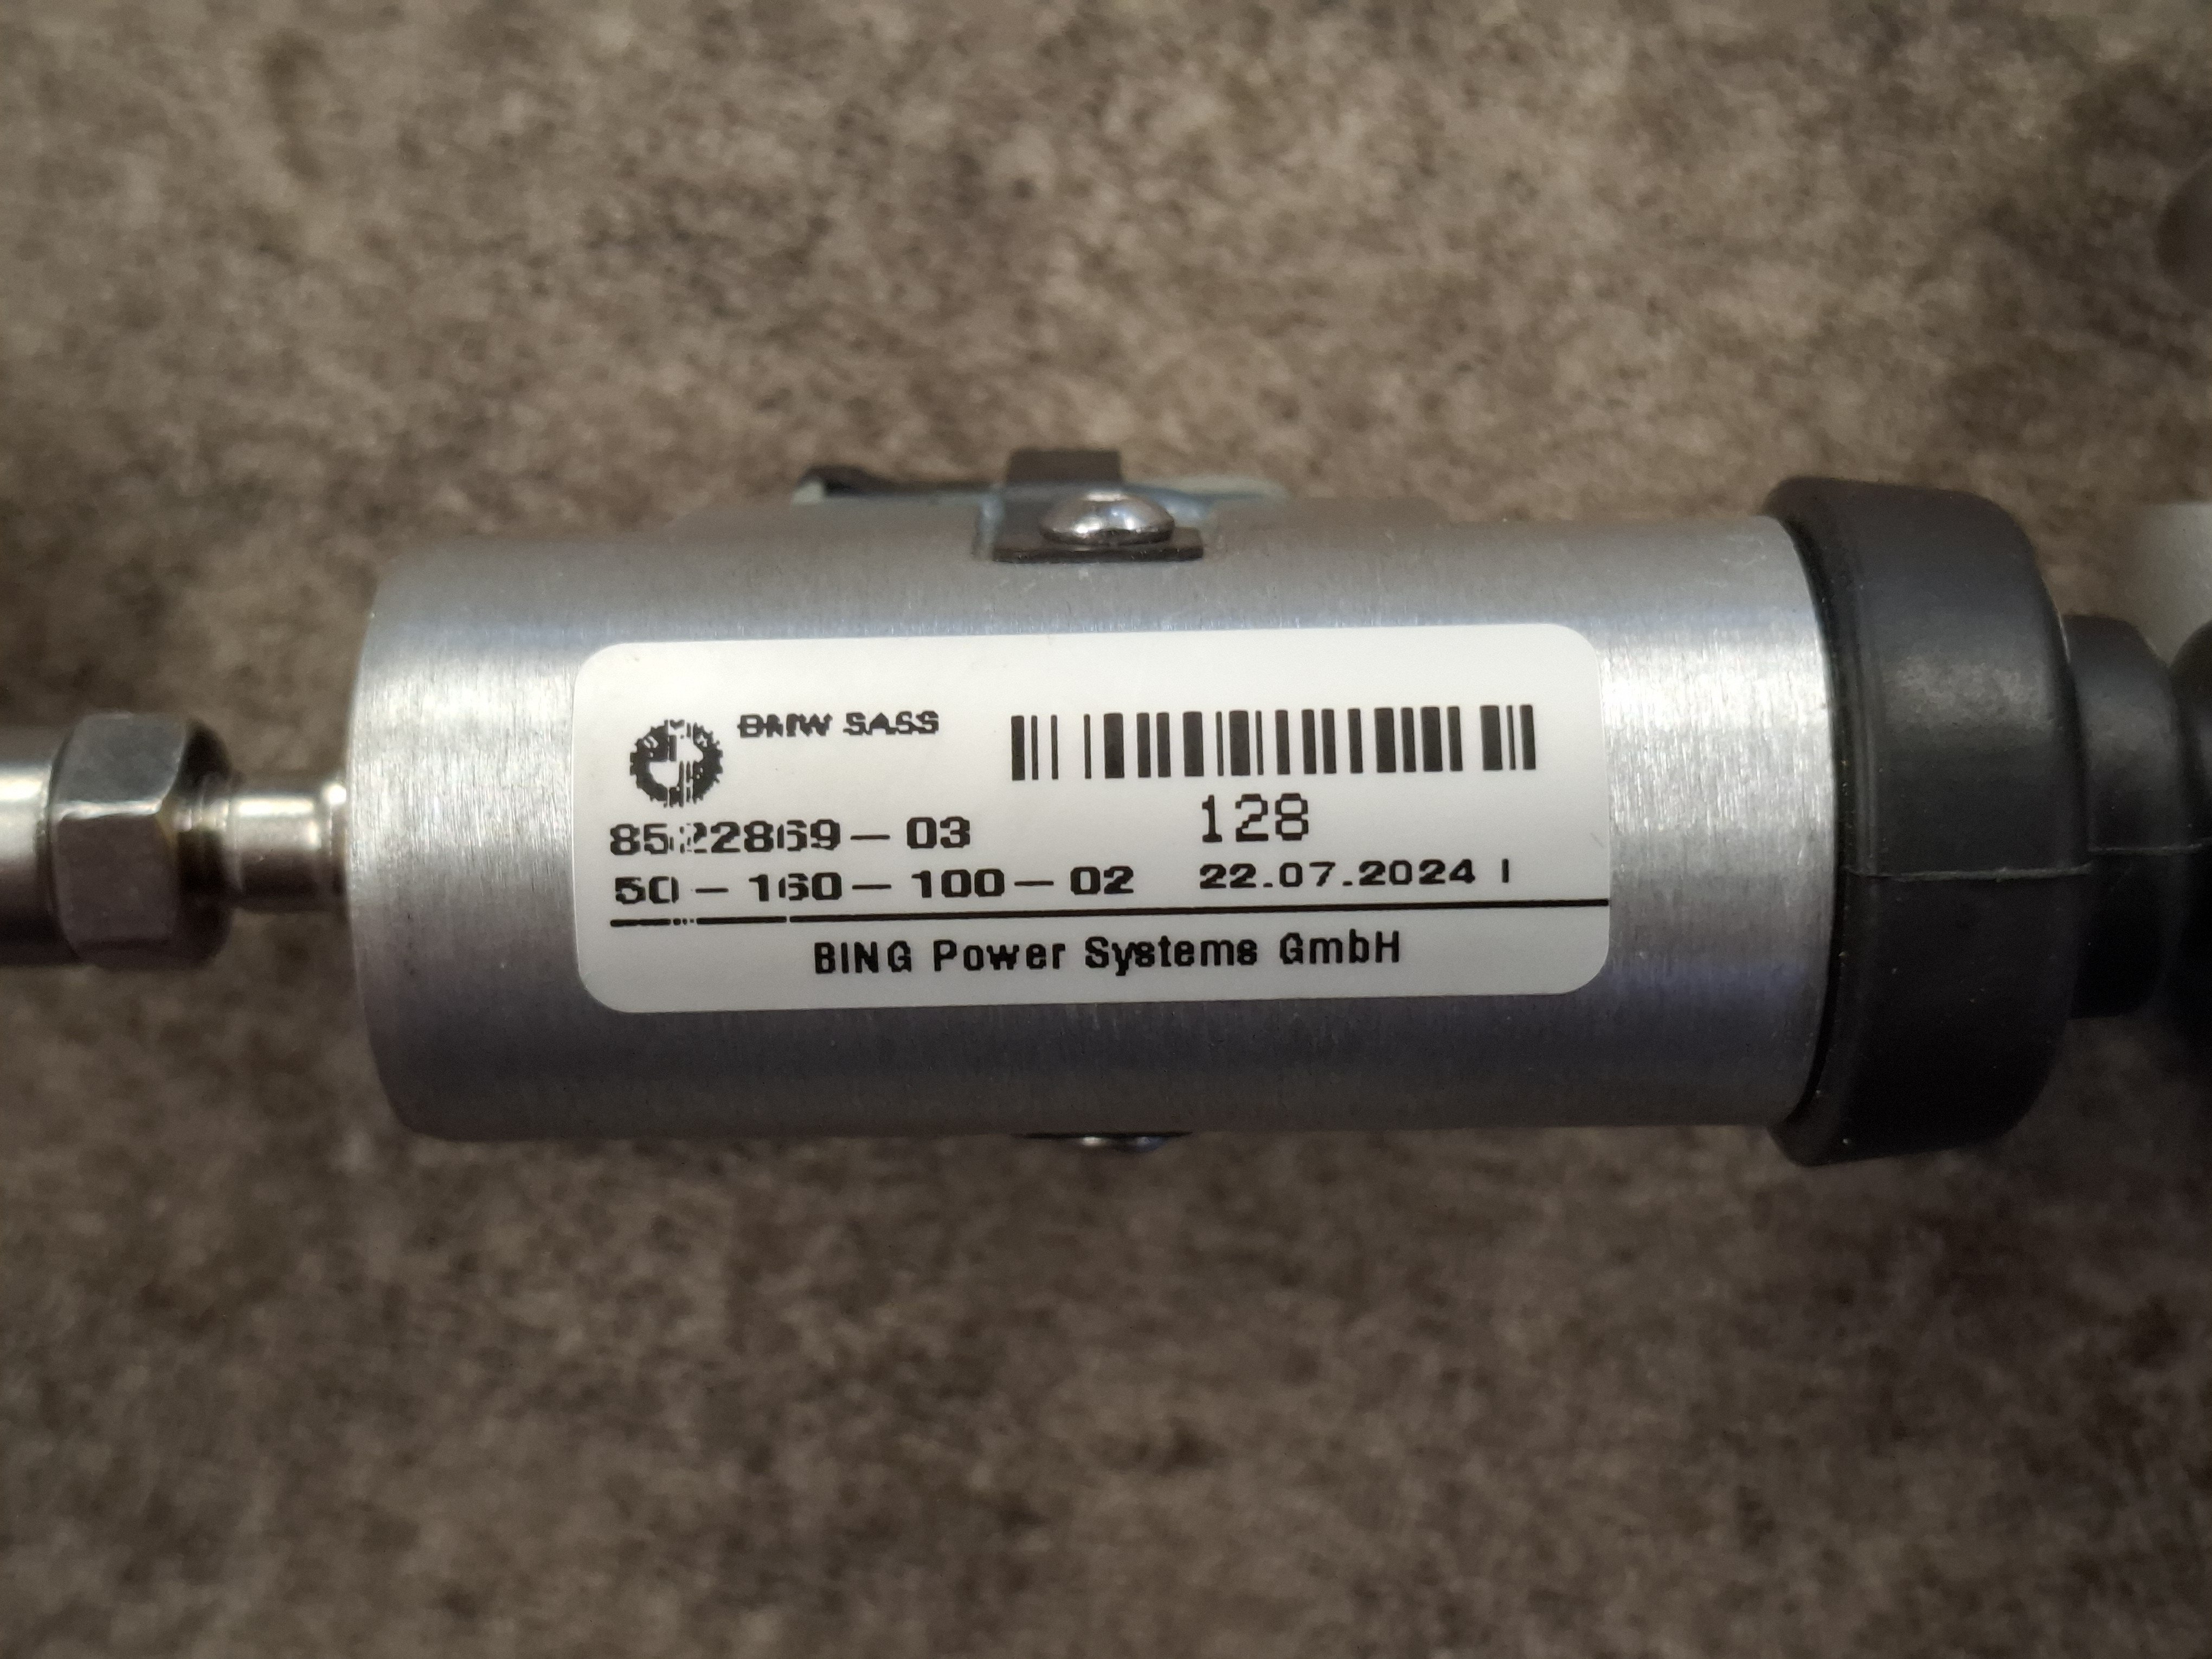 BMW SASS
8522869-03
128
50-160-100-02
22.07.2024 I
BING Power Systems GmbH